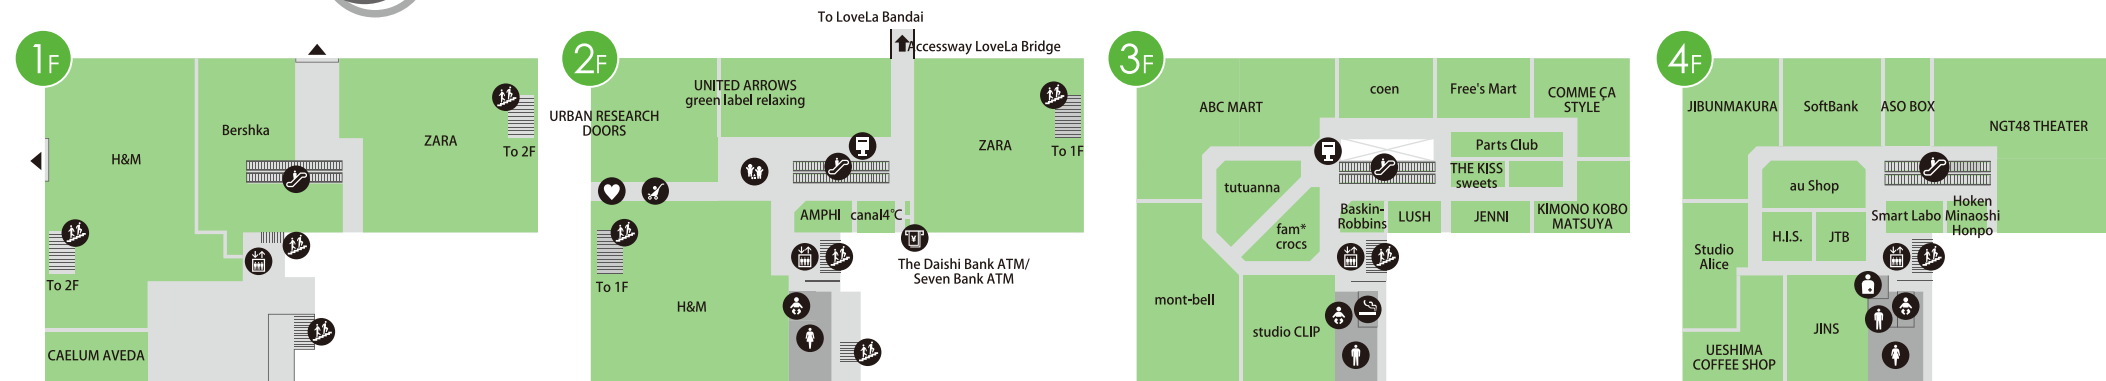 1F
Bershka
H&M
ZARA
To 2F
To 2F
CAELUM AVEDA
2F
To LoveLa Bandai
Accessway LoveLa Bridge
UNITED ARROWS
green label relaxing
URBAN RESEARCH
DOORS
ZARA
To 1F
AMPHI
canal4℃
¥
The Daishi Bank ATM/
Seven Bank ATM
To 1F
H&M
3F
ABC MART
coen
Free's Mart
COMME ÇA
STYLE
Parts Club
THE KISS
sweets
tutuanna
Baskin-
Robbins
LUSH
JENNI
KIMONO KOBO
MATSUYA
fam*
crocs
mont-bell
studio CLIP
4F
JIBUNMAKURA
SoftBank
ASO BOX
NGT48 THEATER
au Shop
Smart Labo
Hoken
Minaoshi
Honpo
H.I.S.
JTB
Studio
Alice
JINS
UESHIMA
COFFEE SHOP